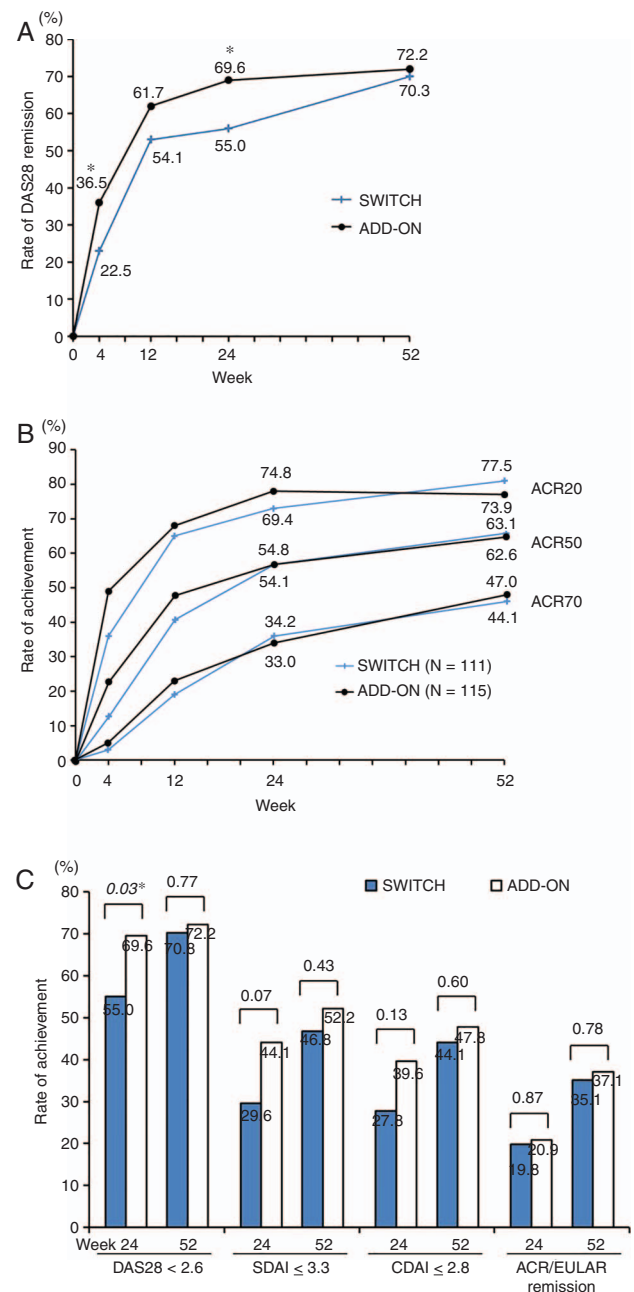 A
(%)
80
70
60
50
40
30
20
10
0
Rate of DAS28 remission
*
36.5
61.7
*
69.6
72.2
22.5
54.1
55.0
70.3
SWITCH
ADD-ON
0 4 12 24 52
Week
B
(%)
90
80
70
60
50
40
30
20
10
0
Rate of achievement
74.8
69.4
77.5
73.9
ACR20
54.8
54.1
63.1
62.6
ACR50
34.2
33.0
47.0
44.1
ACR70
SWITCH (N = 111)
ADD-ON (N = 115)
0 4 12 24 52
Week
C
(%)
80
70
60
50
40
30
20
10
0
Rate of achievement
SWITCH ADD-ON
0.03* 0.77
55.0 69.6 70.3 72.2
0.07 0.43
29.6 44.1 46.8 52.2
0.13 0.60
27.8 39.6 44.1 47.8
0.87 0.78
19.8 20.9 35.1 37.1
Week 24 52 24 52 24 52 24 52
DAS28 < 2.6 SDAI ≤ 3.3 CDAI ≤ 2.8 ACR/EULAR
remission